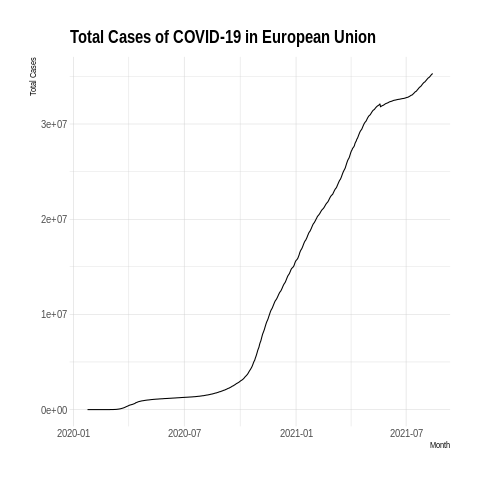 Total Cases of COVID-19 in European Union
Total Cases
3e+07
2e+07
1e+07
0e+00
2020-01 2020-07 2021-01 2021-07
Month